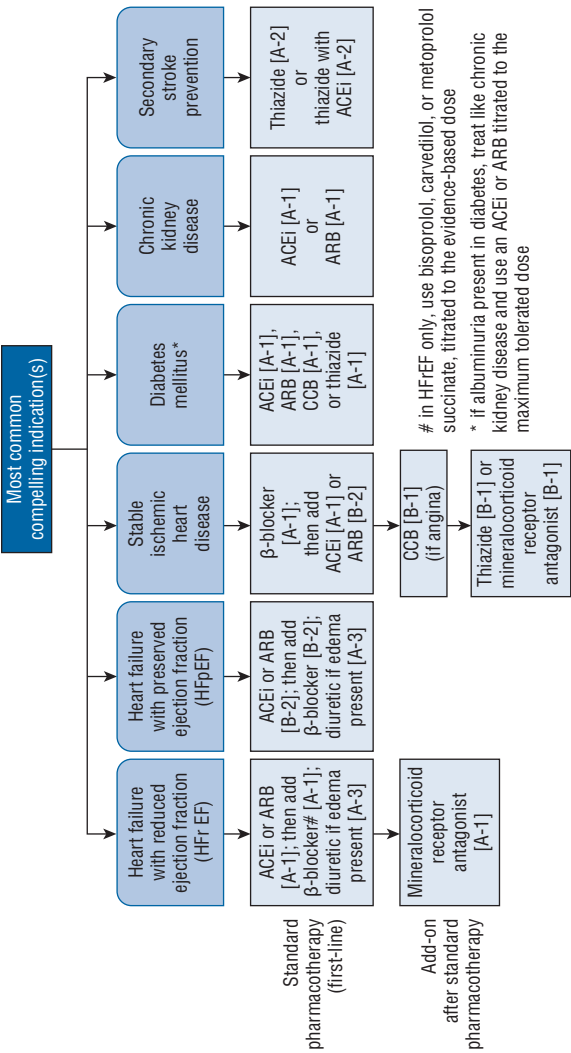 Most common
compelling indication(s)
Heart failure
with reduced
ejection fraction
(HFr EF)
Heart failure
with preserved
ejection fraction
(HFpEF)
Stable
ischemic
heart
disease
Diabetes
mellitus*
Chronic
kidney
disease
Secondary
stroke
prevention
Standard
pharmacotherapy
(first-line)
ACEi or ARB
[A-1]; then add
β-blocker# [A-1];
diuretic if edema
present [A-3]
ACEi or ARB
[B-2]; then add
β-blocker [B-2];
diuretic if edema
present [A-3]
β-blocker
[A-1];
then add
ACEi [A-1] or
ARB [B-2]
ACEi [A-1],
ARB [A-1],
CCB [A-1],
or thiazide
[A-1]
ACEi [A-1]
or
ARB [A-1]
Thiazide [A-2]
or
thiazide with
ACEi [A-2]
Add-on
after standard
pharmacotherapy
Mineralocorticoid
receptor
antagonist
[A-1]
CCB [B-1]
(if angina)
Thiazide [B-1] or
mineralocorticoid
receptor
antagonist [B-1]
# in HFrEF only, use bisoprolol, carvedilol, or metoprolol
succinate, titrated to the evidence-based dose
* if albuminuria present in diabetes, treat like chronic
kidney disease and use an ACEi or ARB titrated to the
maximum tolerated dose